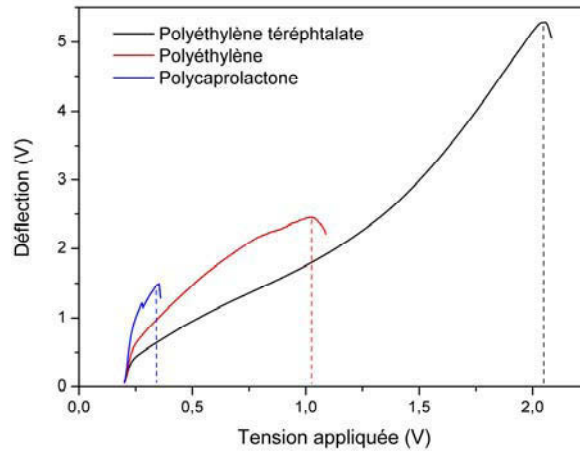 Polyéthylène téréphtalate
Polyéthylène
Polycaprolactone
Déflection (V)
5
4
3
2
1
0
0,0
0,5
1,0
1,5
2,0
Tension appliquée (V)